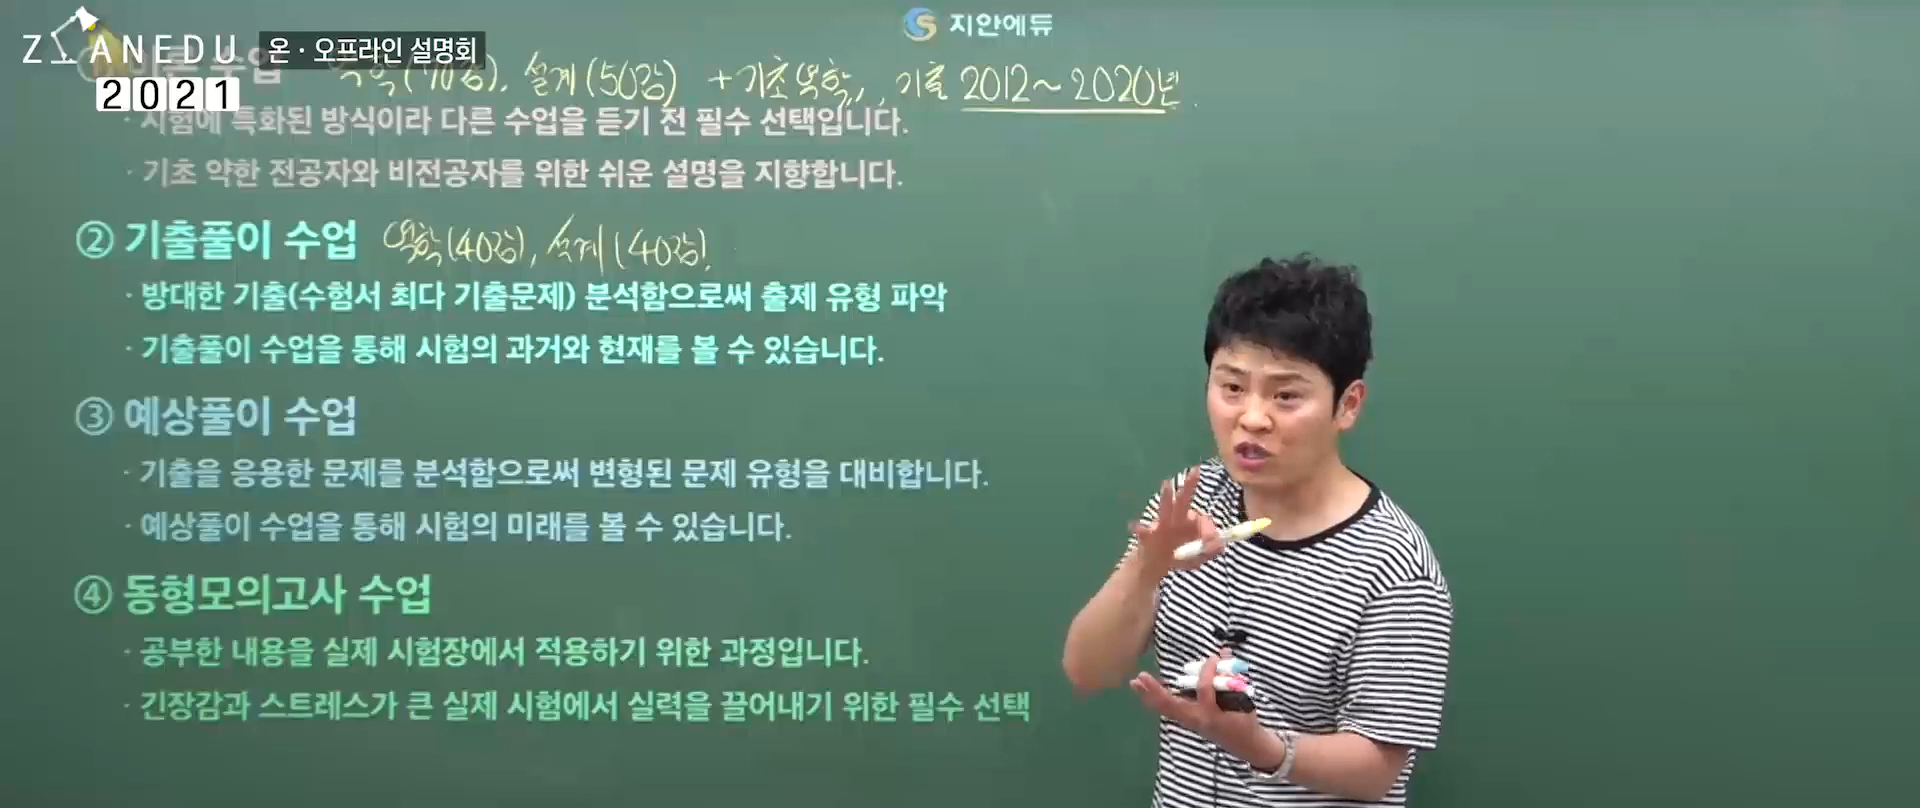 지안에듀
ZIANEDU 온 · 오프라인 설명회
2021
① 이론 수업 역학(70강), 설계(50강) +기초역학, 기출 2012~2020년.
· 시험에 특화된 방식이라 다른 수업을 듣기 전 필수 선택입니다.
· 기초 약한 전공자와 비전공자를 위한 쉬운 설명을 지향합니다.
② 기출풀이 수업 역학(40강), 설계(40강).
· 방대한 기출(수험서 최다 기출문제) 분석함으로써 출제 유형 파악
· 기출풀이 수업을 통해 시험의 과거와 현재를 볼 수 있습니다.
③ 예상풀이 수업
· 기출을 응용한 문제를 분석함으로써 변형된 문제 유형을 대비합니다.
· 예상풀이 수업을 통해 시험의 미래를 볼 수 있습니다.
④ 동형모의고사 수업
· 공부한 내용을 실제 시험장에서 적용하기 위한 과정입니다.
· 긴장감과 스트레스가 큰 실제 시험에서 실력을 끌어내기 위한 필수 선택